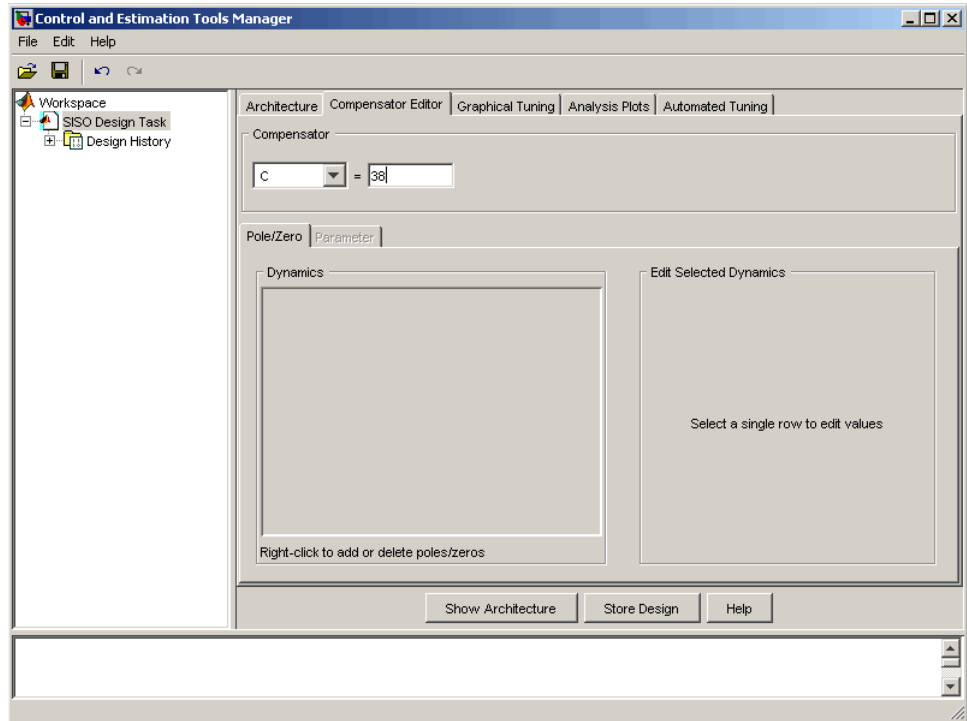 Control and Estimation Tools Manager
File Edit Help
Workspace
SISO Design Task
Design History
Architecture Compensator Editor Graphical Tuning Analysis Plots Automated Tuning
Compensator
C = 38
Pole/Zero Parameter
Dynamics
Edit Selected Dynamics
Select a single row to edit values
Right-click to add or delete poles/zeros
Show Architecture Store Design Help